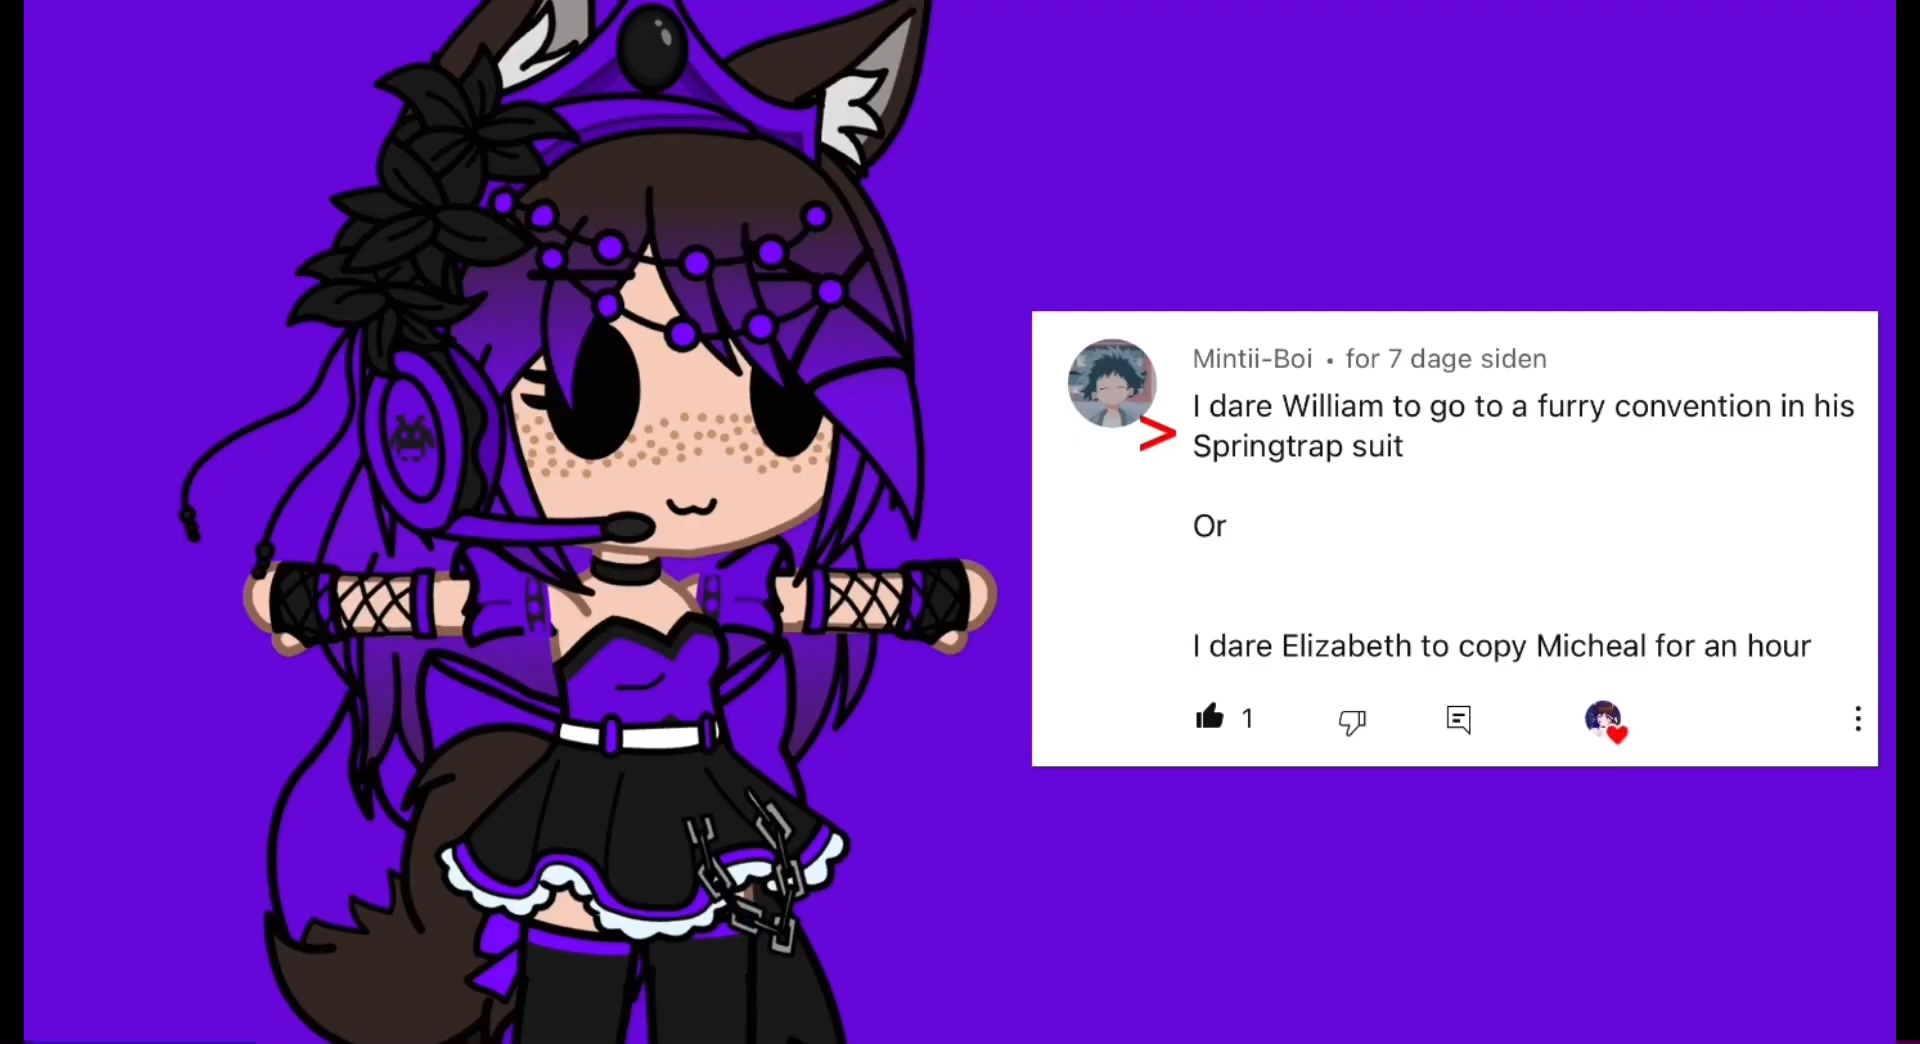 Mintii-Boi • for 7 dage siden
I dare William to go to a furry convention in his
> Springtrap suit
Or
I dare Elizabeth to copy Micheal for an hour
1